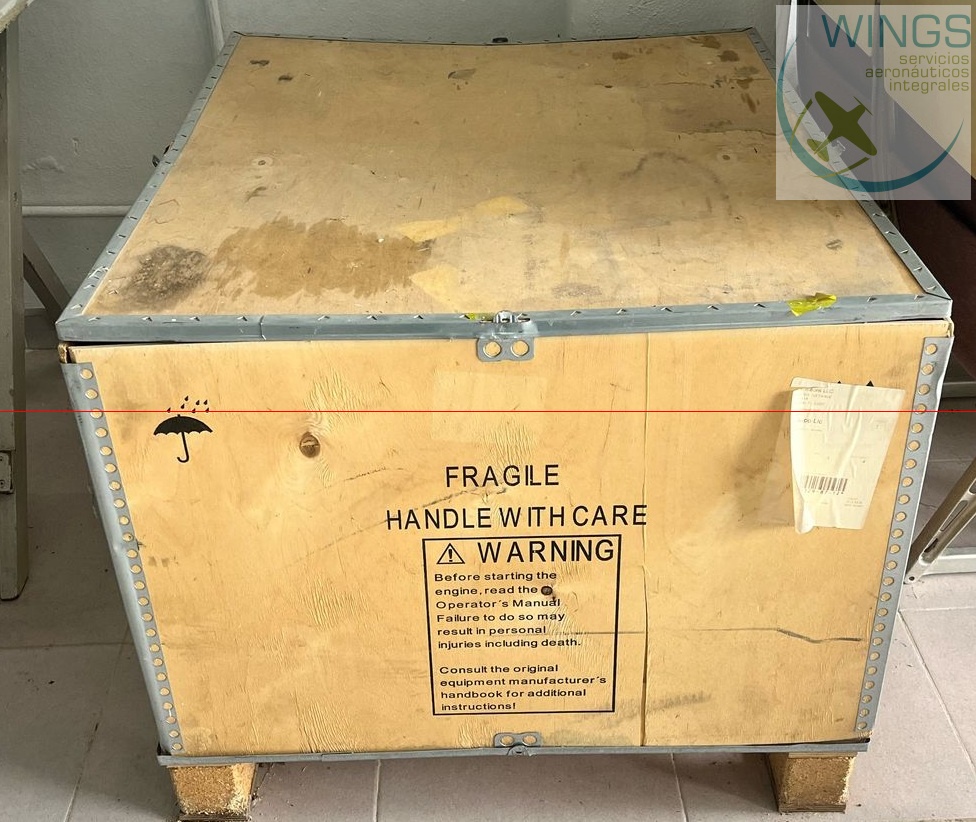 WINGS
servicios
aeronáuticos
integrales
FRAGILE
HANDLE WITH CARE
WARNING
Before starting the
engine, read the
Operator´s Manual
Failure to do so may
result in personal
injuries including death.
Consult the original
equipment manufacturer´s
handbook for additional
instructions!